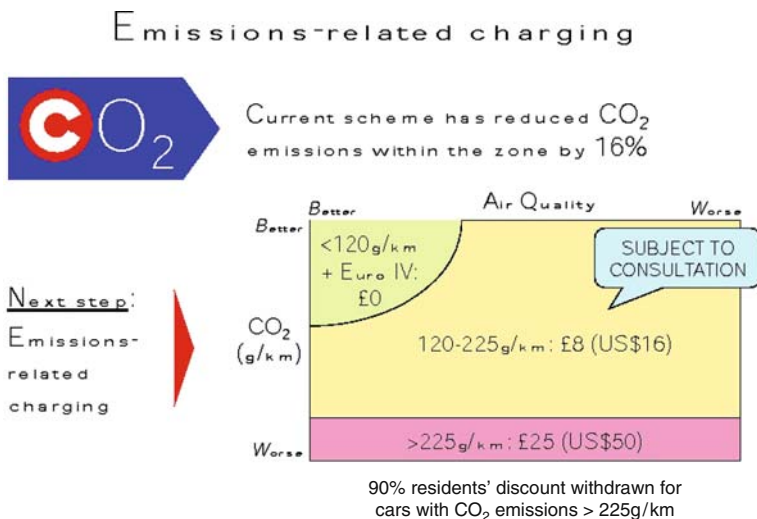 Emissions-related charging
CO₂
Current scheme has reduced CO₂
emissions within the zone by 16%
Better Air Quality Worse
Better
<120g/km
+ Euro IV:
£0
SUBJECT TO
CONSULTATION
Next step:
Emissions-
related
charging
CO₂
(g/km)
120-225g/km: £8 (US$16)
>225g/km: £25 (US$50)
Worse
90% residents' discount withdrawn for
cars with CO₂ emissions > 225g/km